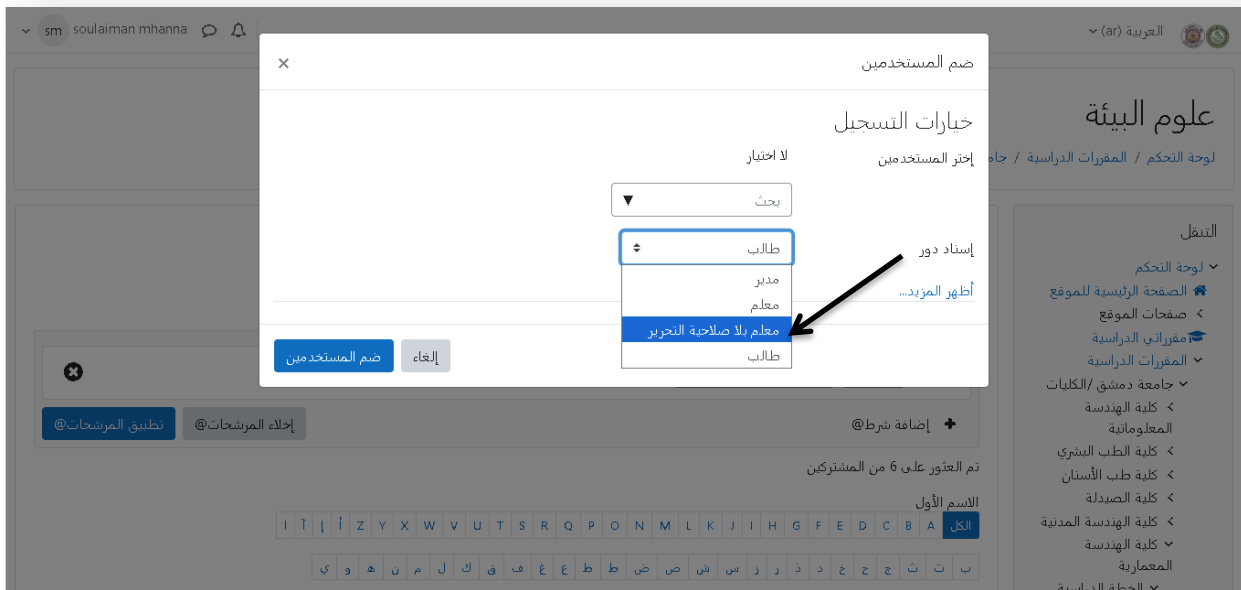 العربية (ar)
soulaiman mhanna sm
علوم البيئة
لوحة التحكم / المقررات الدراسية / جام
ضم المستخدمين ×
خيارات التسجيل
إختر المستخدمين لا اختيار
بحث ▼
إسناد دور طالب
مدير
معلم
معلم بلا صلاحية التحرير
طالب
أظهر المزيد...
إلغاء ضم المستخدمين
إضافة شرط@ إخلاء المرشحات@ تطبيق المرشحات@
تم العثور على 6 من المشتركين
الاسم الأول
الكل A B C D E F G H I J K L M N O P Q R S T U V W X Y Z أ إ آ ا
ب ت ث ج ح خ د ذ ر ز س ش ص ض ط ظ ع غ ف ق ك ل م ن ه و ي
التنقل
لوحة التحكم
الصفحة الرئيسية للموقع
صفحات الموقع
مقرراتي الدراسية
المقررات الدراسية
جامعة دمشق /الكليات
كلية الهندسة
المعلوماتية
كلية الطب البشري
كلية طب الأسنان
كلية الصيدلة
كلية الهندسة المدنية
كلية الهندسة
المعمارية
الخطة الدراسية